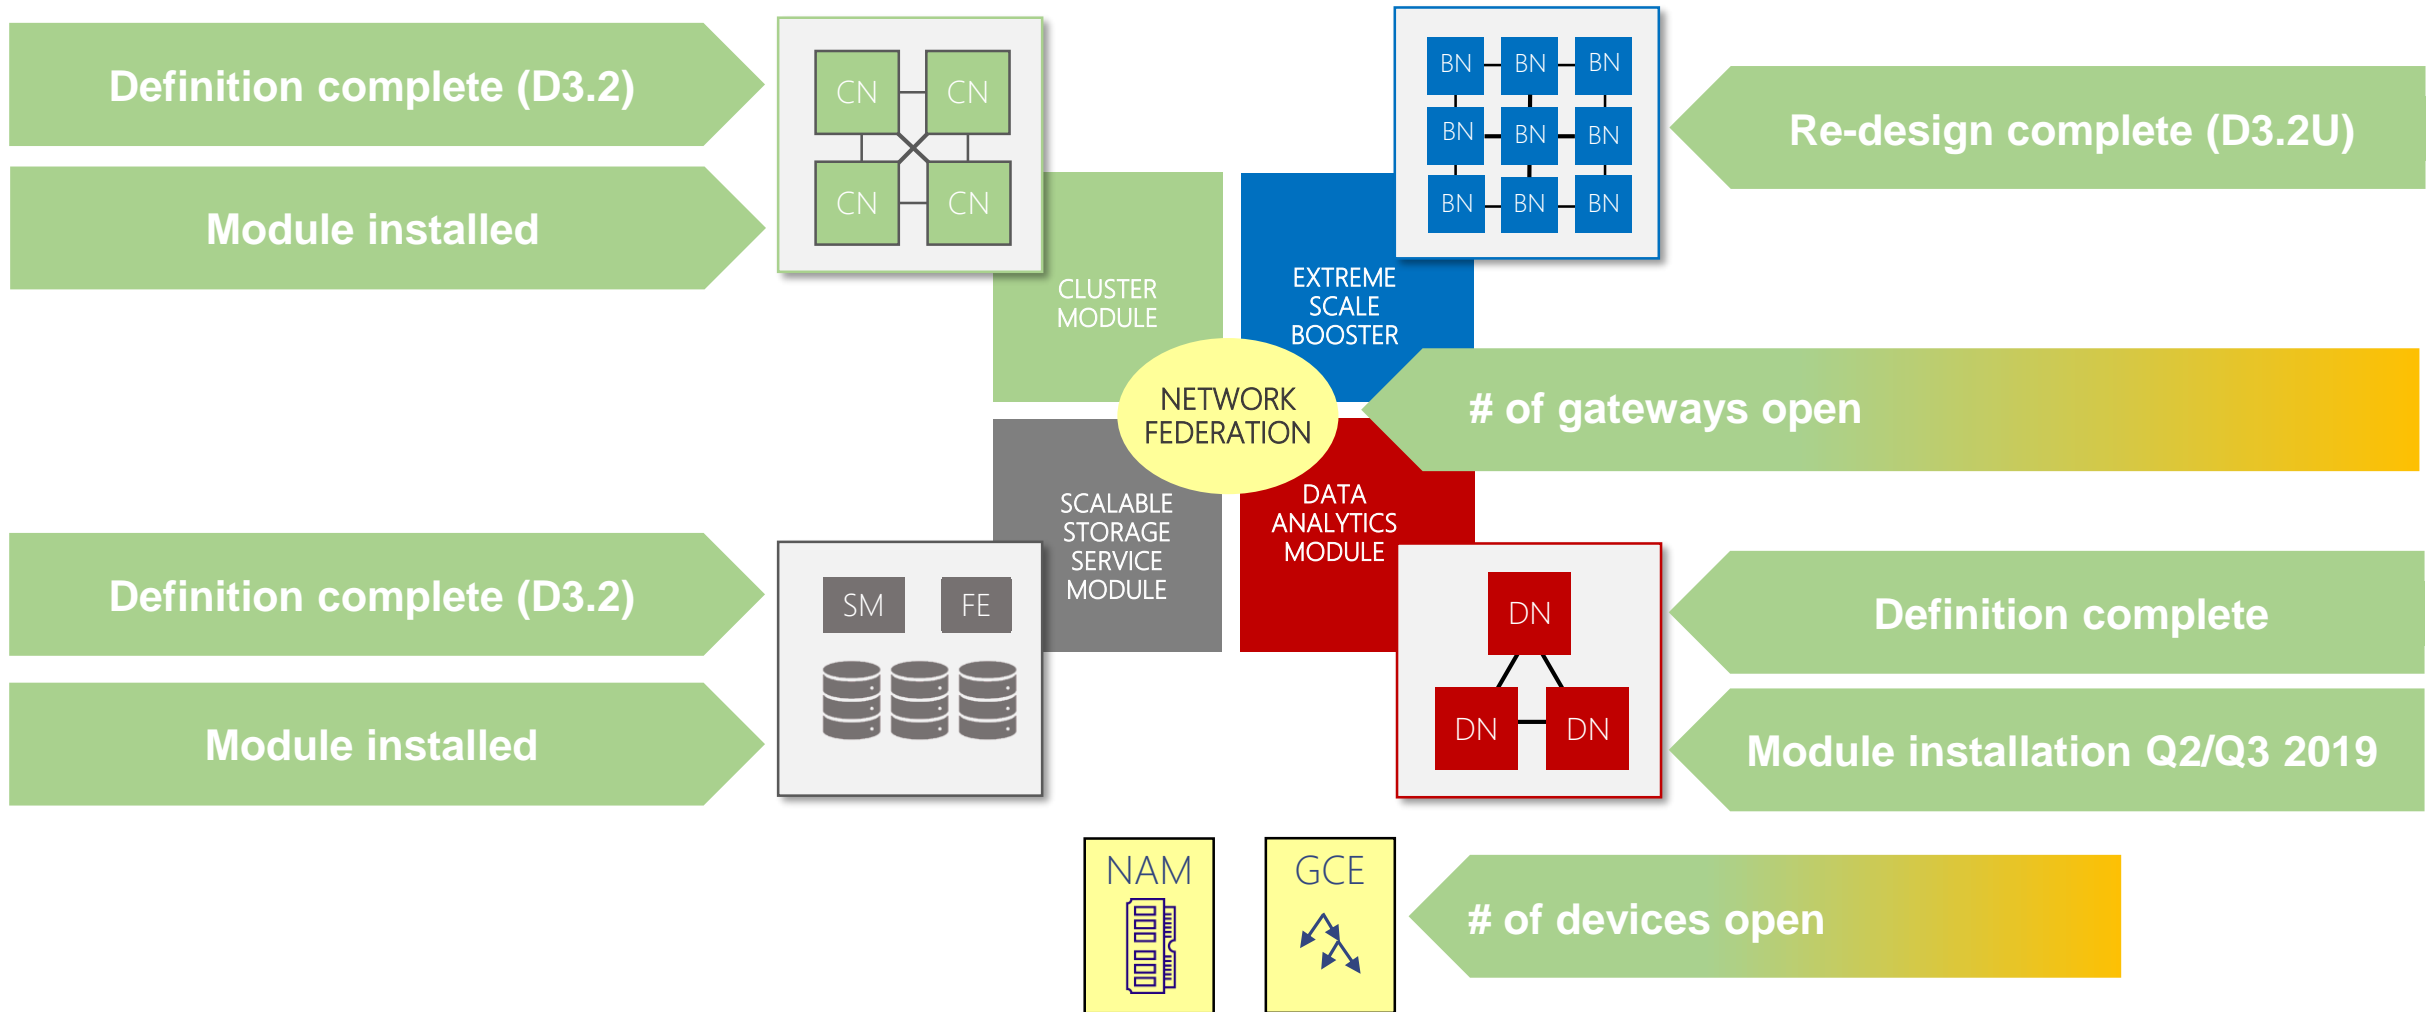 Definition complete (D3.2)
Module installed
CN CN
CN CN
CLUSTER
MODULE
BN BN BN
BN BN BN
BN BN BN
EXTREME
SCALE
BOOSTER
Re-design complete (D3.2U)
NETWORK
FEDERATION
# of gateways open
Definition complete (D3.2)
Module installed
SM FE
SCALABLE
STORAGE
SERVICE
MODULE
DATA
ANALYTICS
MODULE
DN
DN DN
Definition complete
Module installation Q2/Q3 2019
NAM
GCE
# of devices open